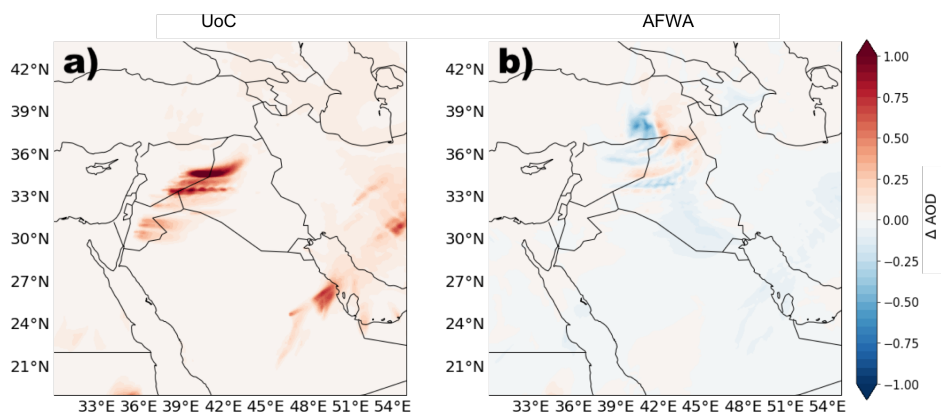 UoC AFWA
a) b)
42°N 42°N 1.00
39°N 39°N 0.75
36°N 36°N 0.50
33°N 33°N 0.25
30°N 30°N 0.00 Δ AOD
27°N 27°N −0.25
24°N 24°N −0.50
21°N 21°N −0.75
−1.00
33°E 36°E 39°E 42°E 45°E 48°E 51°E 54°E 33°E 36°E 39°E 42°E 45°E 48°E 51°E 54°E